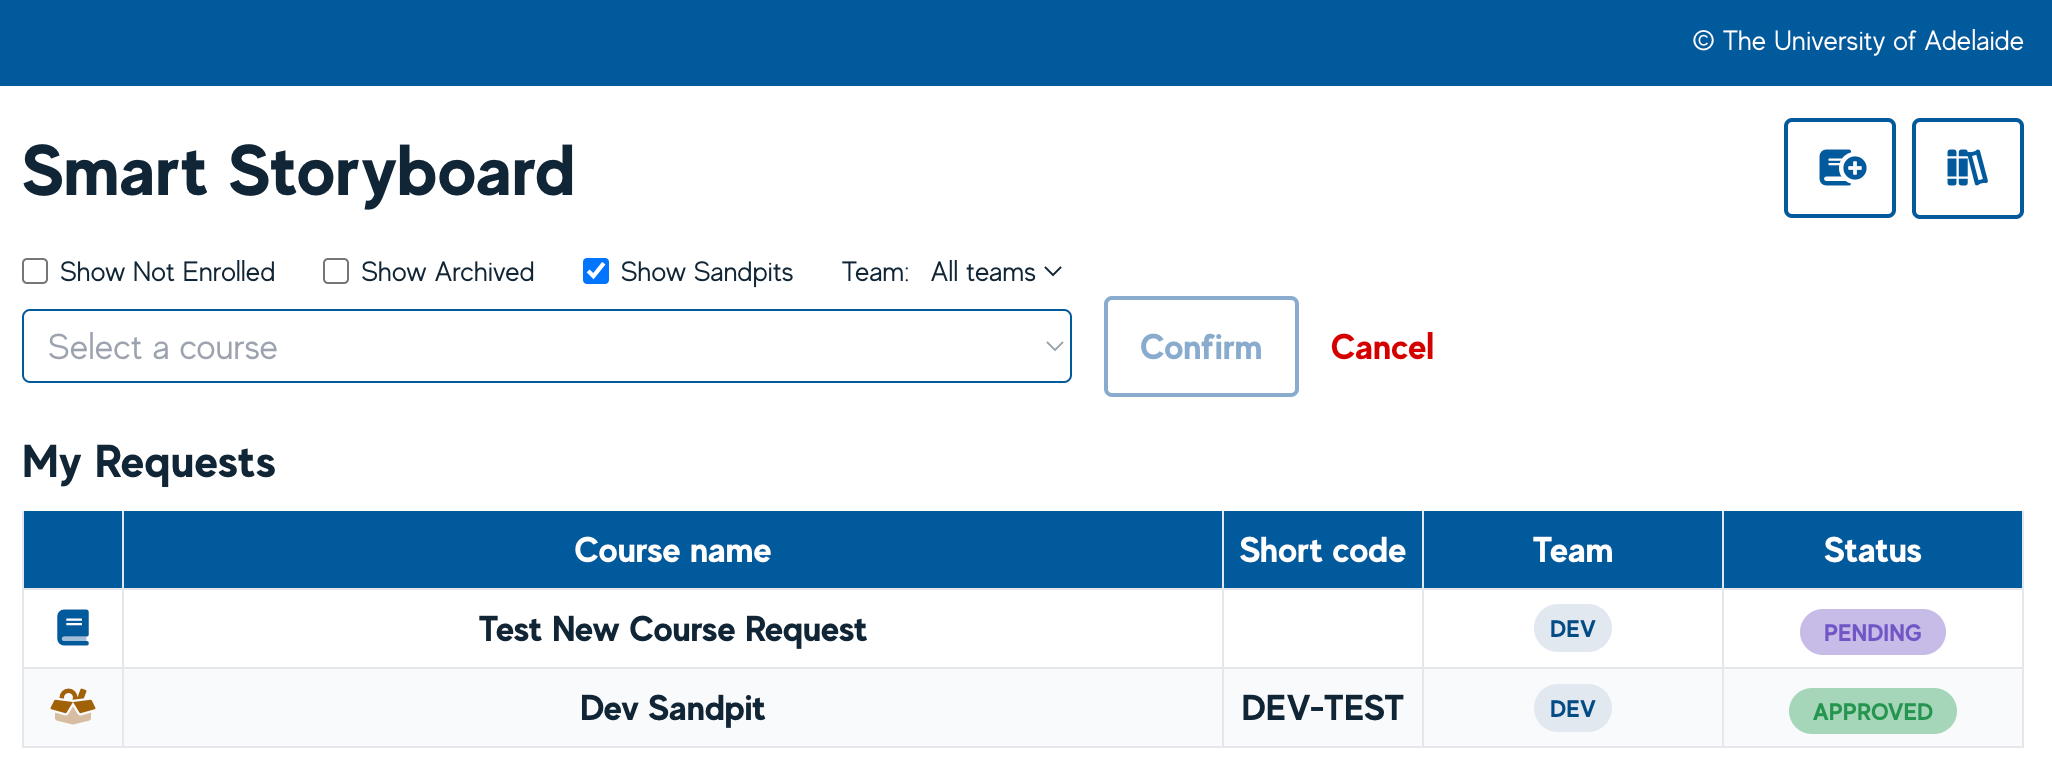 © The University of Adelaide
Smart Storyboard
Show Not Enrolled Show Archived Show Sandpits Team: All teams
Select a course Confirm Cancel
My Requests
Course name Short code Team Status
Test New Course Request DEV PENDING
Dev Sandpit DEV-TEST DEV APPROVED